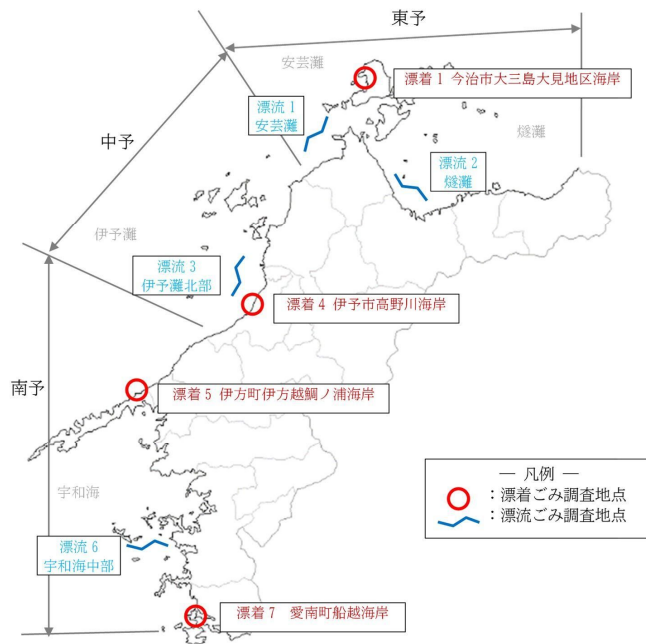 東予
安芸灘
漂着 1 今治市大三島大見地区海岸
漂流 1
安芸灘
燧灘
中予
漂流 2
燧灘
伊予灘
漂流 3
伊予灘北部
漂着 4 伊予市高野川海岸
南予
漂着 5 伊方町伊方越鯛ノ浦海岸
宇和海
― 凡例 ―
:漂着ごみ調査地点
:漂流ごみ調査地点
漂流 6
宇和海中部
漂着 7 愛南町船越海岸